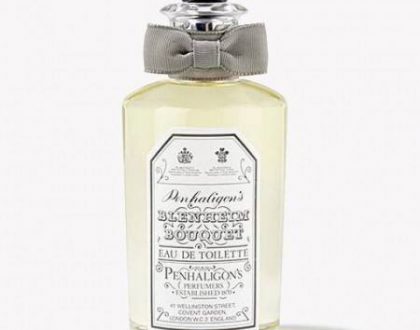 Penhaligon's
BLENHEIM
BOUQUET
EAU DE TOILETTE
PENHALIGON'S
PERFUMERS
ESTABLISHED 1870
41 WELLINGTON STREET,
COVENT GARDEN,
LONDON W.C.2 ENGLAND